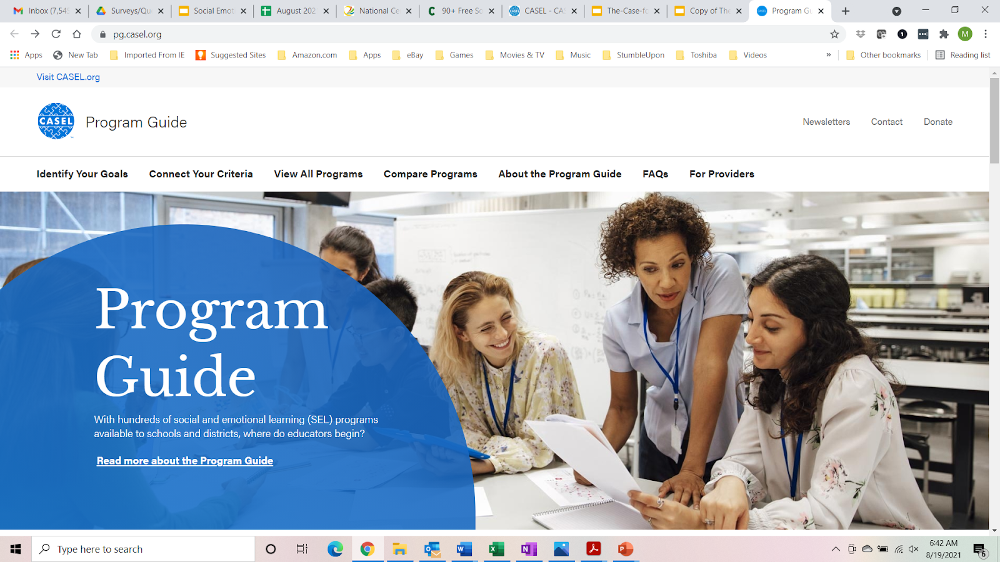 Inbox (7,545
Surveys/Qu
Social Emot
August 202
National Ce
90+ Free So
CASEL - CAS
The-Case-fo
Copy of The
Program Gu
pg.casel.org
M
Apps
New Tab
Imported From IE
Suggested Sites
Amazon.com
Apps
eBay
Games
Movies & TV
Music
StumbleUpon
Toshiba
Videos
»
Other bookmarks
Reading list
Visit CASEL.org
CASEL
Program Guide
Newsletters
Contact
Donate
Identify Your Goals
Connect Your Criteria
View All Programs
Compare Programs
About the Program Guide
FAQs
For Providers
Program
Guide
With hundreds of social and emotional learning (SEL) programs
available to schools and districts, where do educators begin?
Read more about the Program Guide
Type here to search
6:42 AM
8/19/2021
6